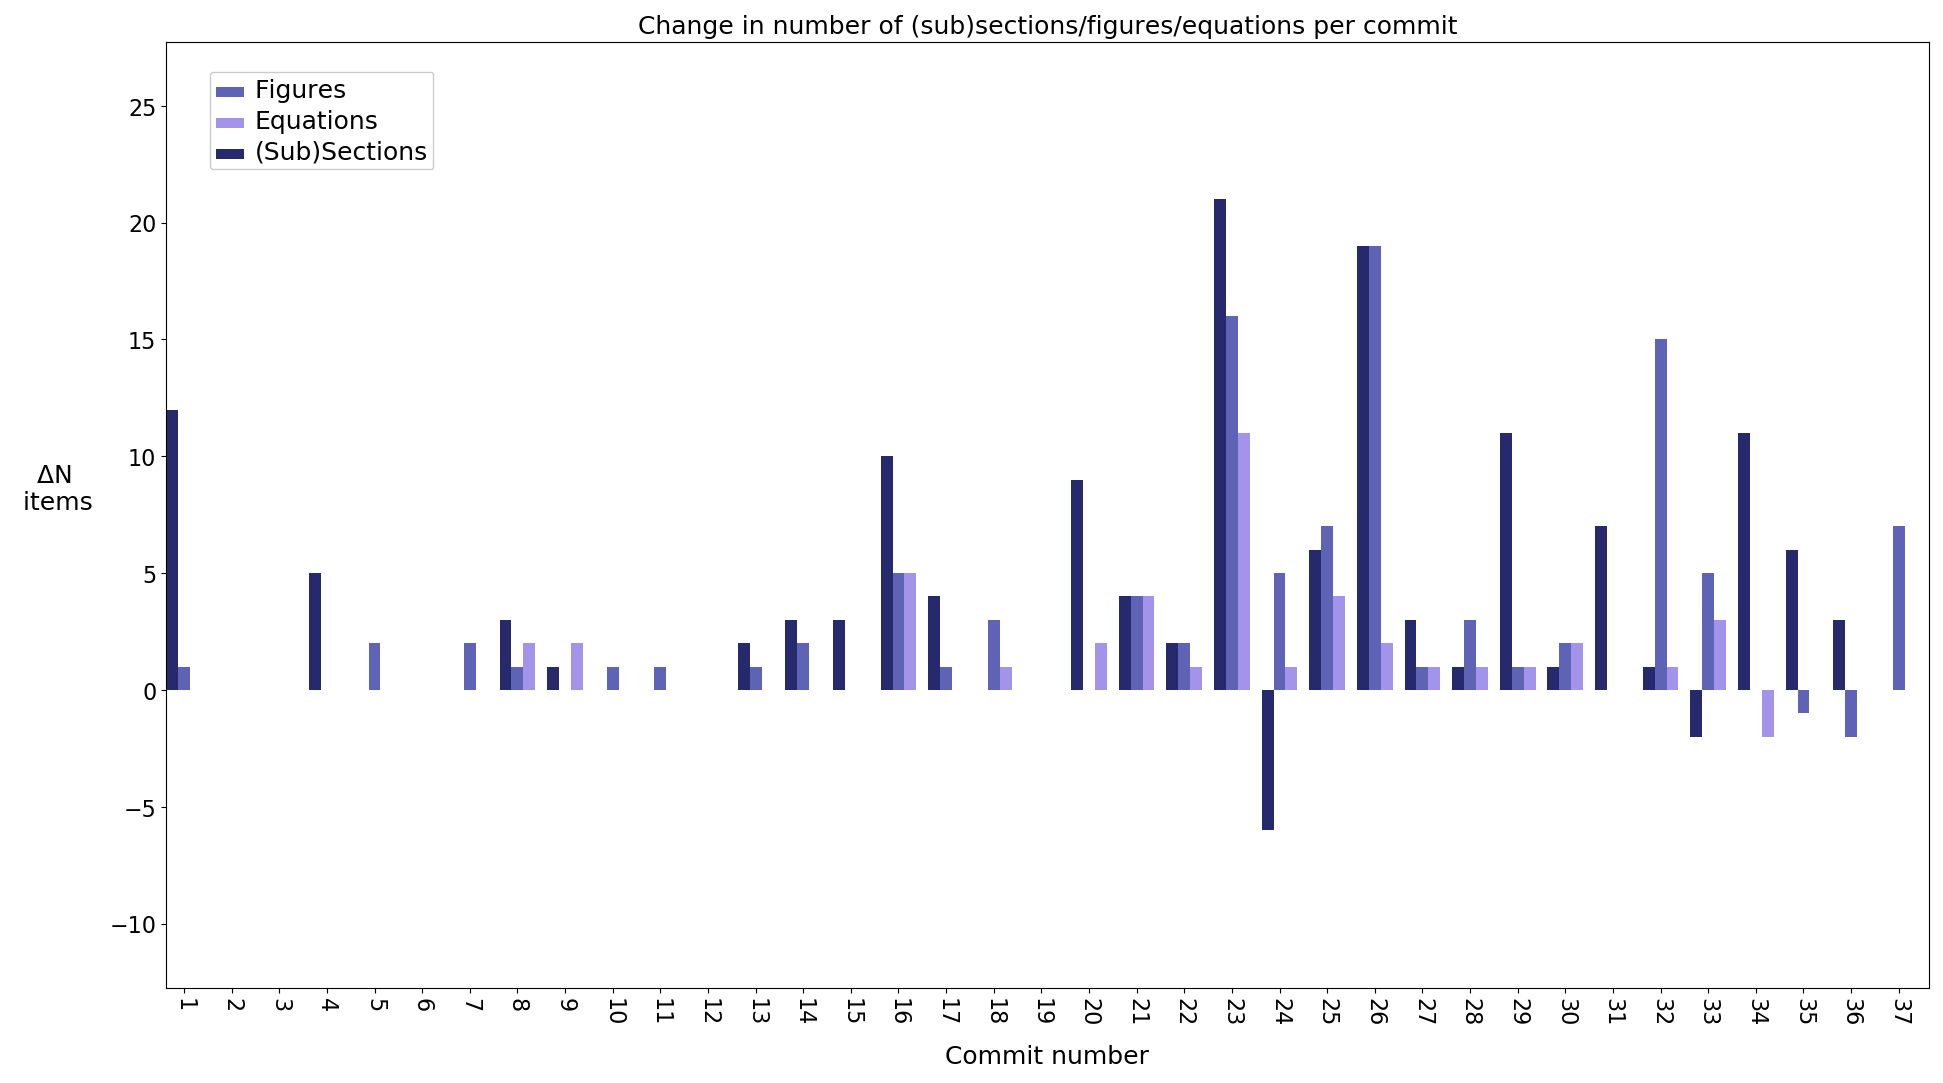 Change in number of (sub)sections/figures/equations per commit
Figures
Equations
(Sub)Sections
25
20
15
10
5
0
−5
−10
ΔN
items
1 2 3 4 5 6 7 8 9 10 11 12 13 14 15 16 17 18 19 20 21 22 23 24 25 26 27 28 29 30 31 32 33 34 35 36 37
Commit number